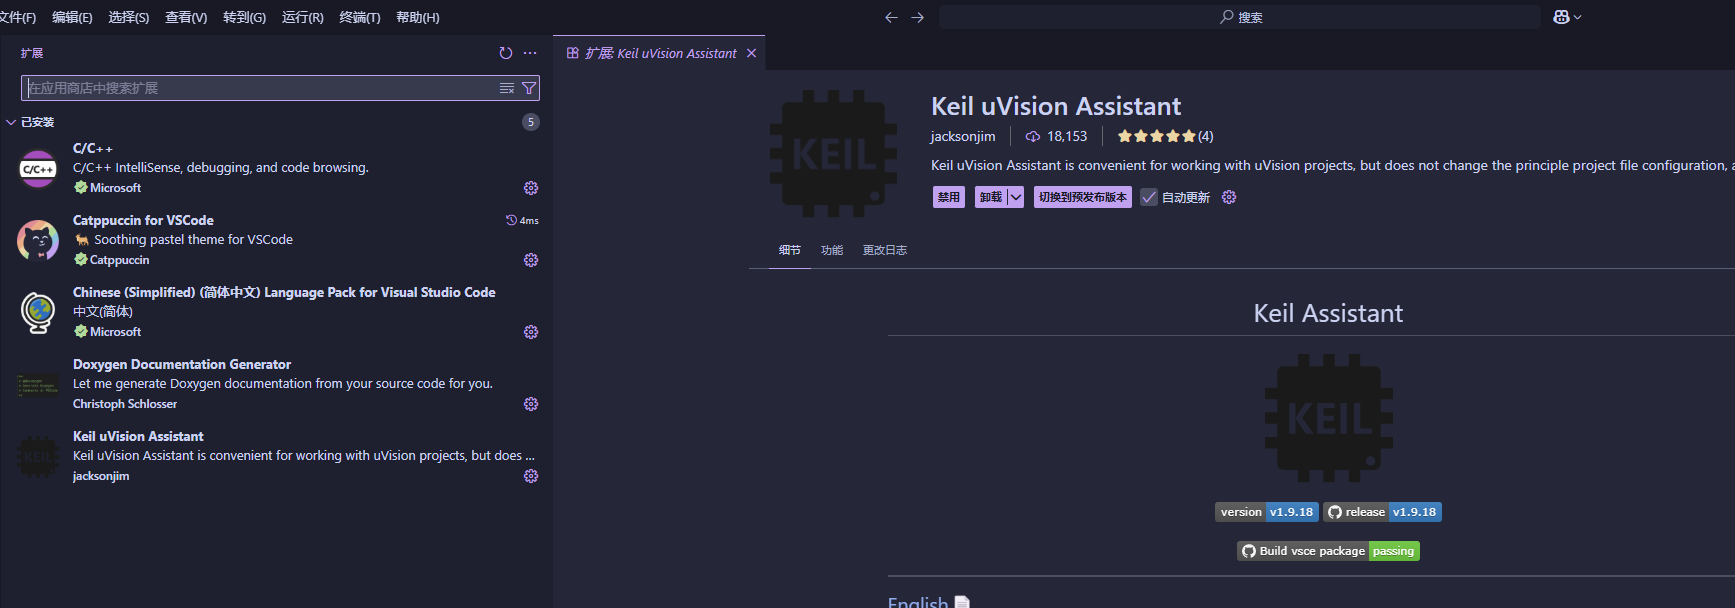 文件(F) 编辑(E) 选择(S) 查看(V) 转到(G) 运行(R) 终端(T) 帮助(H) 搜索
扩展
扩展: Keil uVision Assistant
在应用商店中搜索扩展
已安装 5
C/C++
C/C++ IntelliSense, debugging, and code browsing.
Microsoft
Catppuccin for VSCode 4ms
🐈 Soothing pastel theme for VSCode
Catppuccin
Chinese (Simplified) (简体中文) Language Pack for Visual Studio Code
中文(简体)
Microsoft
Doxygen Documentation Generator
Let me generate Doxygen documentation from your source code for you.
Christoph Schlosser
Keil uVision Assistant
Keil uVision Assistant is convenient for working with uVision projects, but does ...
jacksonjim
KEIL
Keil uVision Assistant
jacksonjim 18,153 (4)
Keil uVision Assistant is convenient for working with uVision projects, but does not change the principle project file configuration, a
禁用 卸载 切换到预发布版本 自动更新
细节 功能 更改日志
Keil Assistant
KEIL
version v1.9.18 release v1.9.18
Build vsce package passing
English